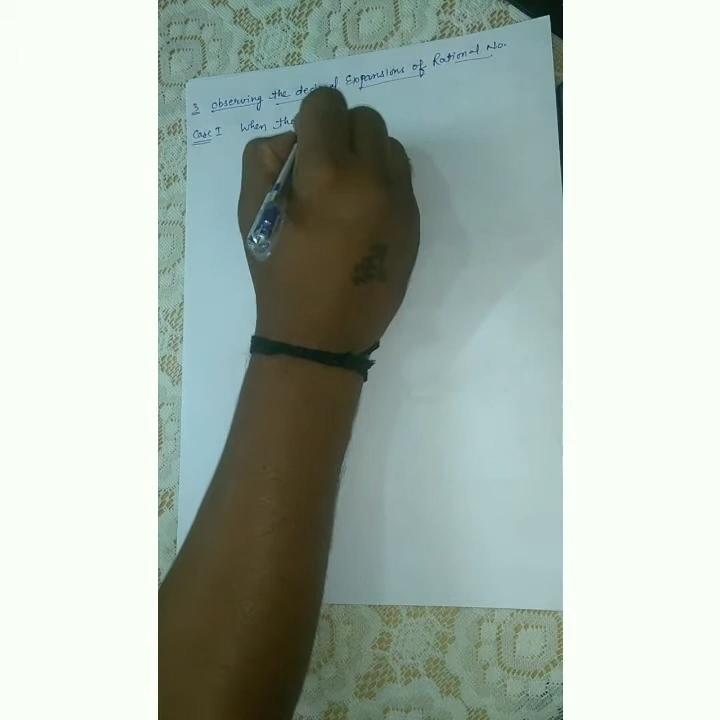 3 Observing the decimal Expansions of Rational No.
Case I When the